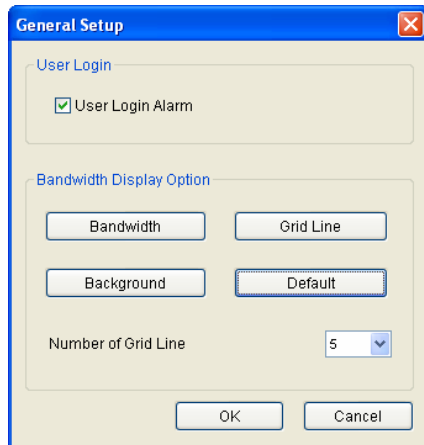 General Setup
User Login
User Login Alarm
Bandwidth Display Option
Bandwidth
Grid Line
Background
Default
Number of Grid Line
5
OK
Cancel